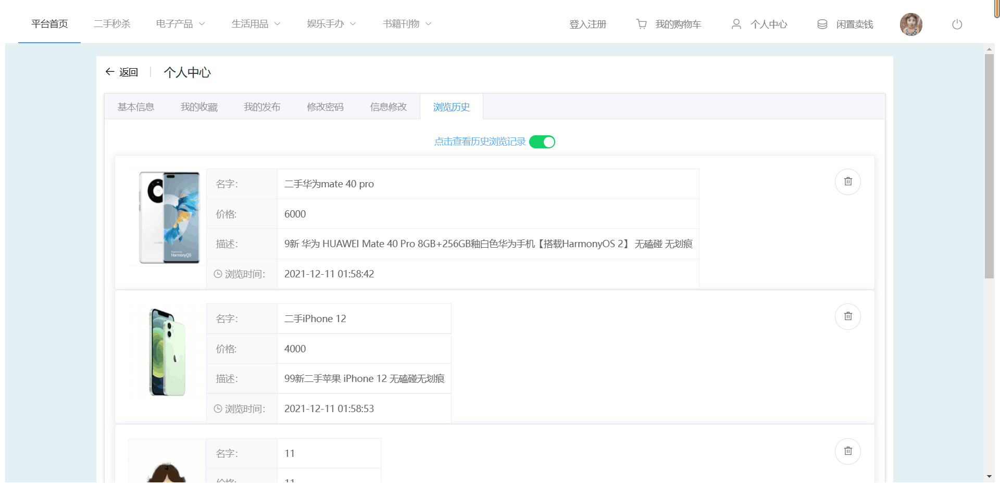 平台首页 二手秒杀 电子产品 生活用品 娱乐手办 书籍刊物 登入注册 我的购物车 个人中心 闲置卖钱
返回 个人中心
基本信息 我的收藏 我的发布 修改密码 信息修改 浏览历史
点击查看历史浏览记录
名字: 二手华为mate 40 pro
价格: 6000
描述: 9新 华为 HUAWEI Mate 40 Pro 8GB+256GB釉白色华为手机【搭载HarmonyOS 2】 无磕碰 无划痕
浏览时间: 2021-12-11 01:58:42
HarmonyOS
名字: 二手iPhone 12
价格: 4000
描述: 99新二手苹果 iPhone 12 无磕碰无划痕
浏览时间: 2021-12-11 01:58:53
名字: 11
价格: 11